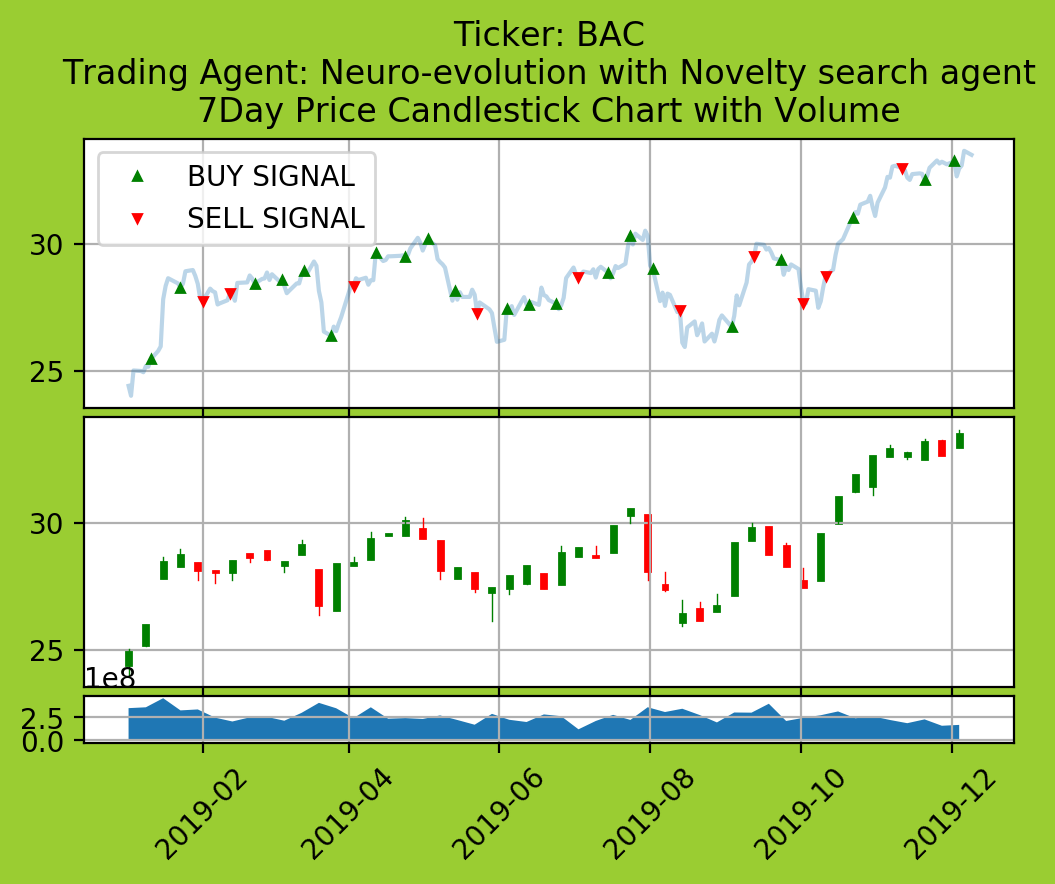 Ticker: BAC
Trading Agent: Neuro-evolution with Novelty search agent
7Day Price Candlestick Chart with Volume
BUY SIGNAL
SELL SIGNAL
30
25
30
25
1e8
2.5
0.0
2019-02
2019-04
2019-06
2019-08
2019-10
2019-12